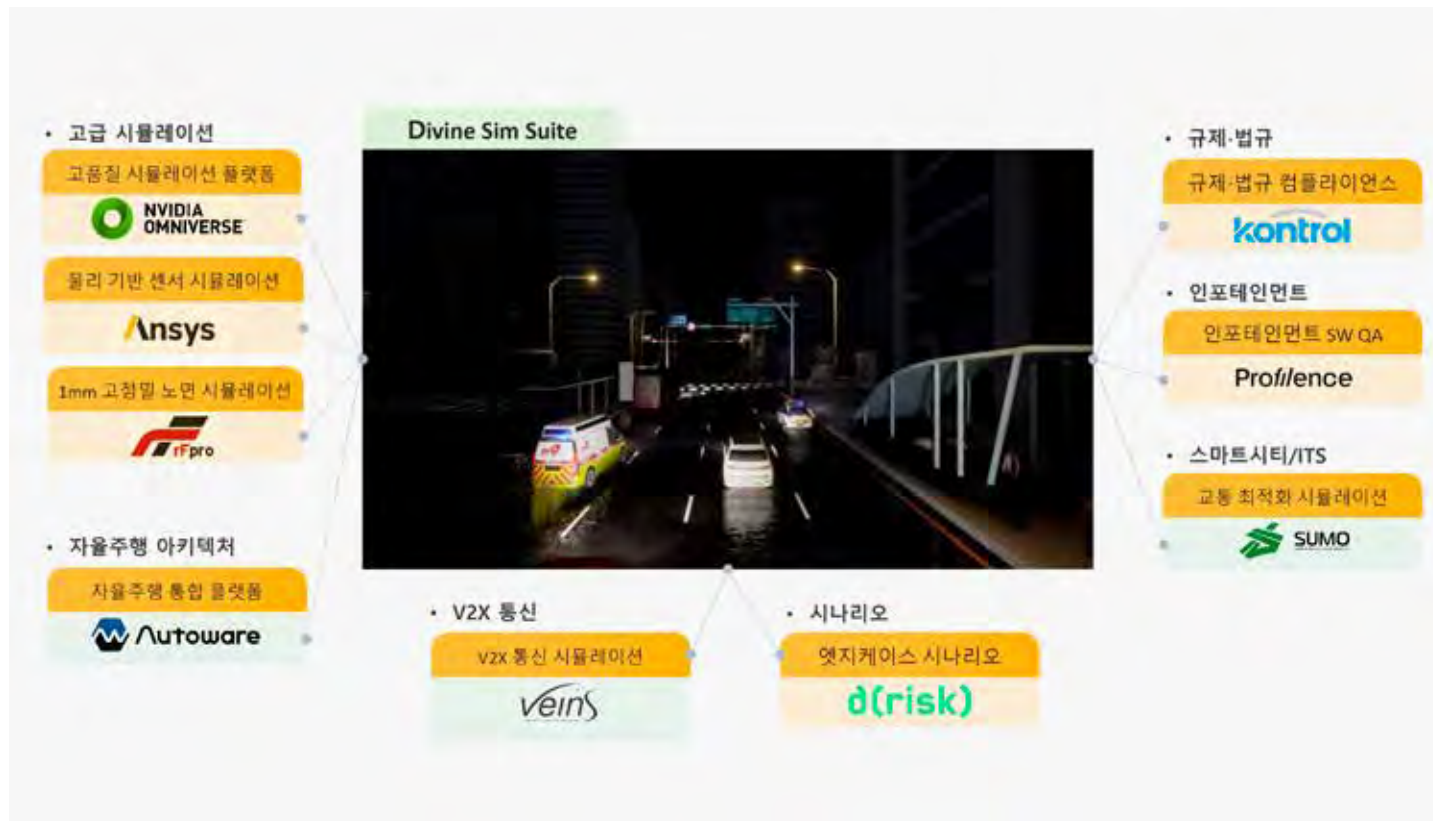 • 고급 시뮬레이션
고품질 시뮬레이션 플랫폼
NVIDIA
OMNIVERSE
물리 기반 센서 시뮬레이션
Ansys
1mm 고정밀 노면 시뮬레이션
rFpro
• 자율주행 아키텍처
자율주행 통합 플랫폼
Autoware
Divine Sim Suite
• V2X 통신
V2X 통신 시뮬레이션
veins
• 시나리오
엣지케이스 시나리오
d(risk)
• 규제·법규
규제·법규 컴플라이언스
kontrol
• 인포테인먼트
인포테인먼트 SW QA
Profilence
• 스마트시티/ITS
교통 최적화 시뮬레이션
SUMO